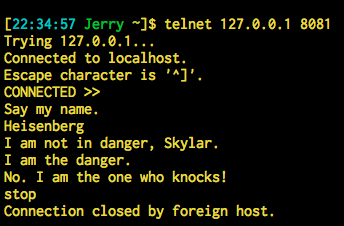 [22:34:57 Jerry ~]$ telnet 127.0.0.1 8081
Trying 127.0.0.1...
Connected to localhost.
Escape character is '^]'.
CONNECTED >>
Say my name.
Heisenberg
I am not in danger, Skylar.
I am the danger.
No. I am the one who knocks!
stop
Connection closed by foreign host.